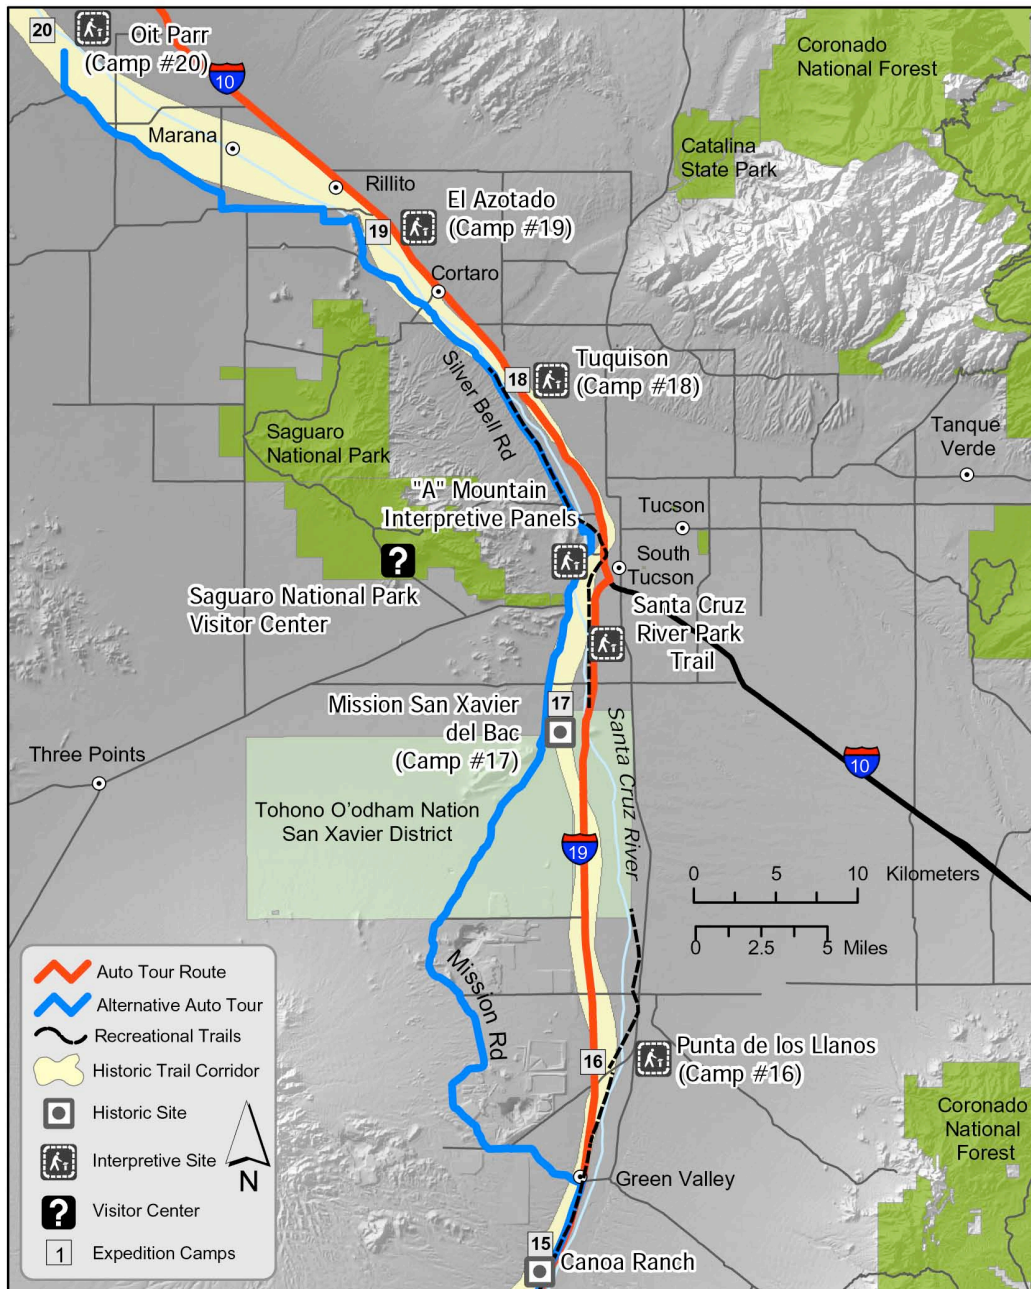 20
Oit Parr
(Camp #20)
10
Coronado
National Forest
Marana
Catalina
State Park
Rillito
El Azotado
(Camp #19)
19
Cortaro
Silver Bell Rd
18
Tuquison
(Camp #18)
Saguaro
National Park
Tanque
Verde
"A" Mountain
Interpretive Panels
Tucson
?
South
Tucson
Saguaro National Park
Visitor Center
Santa Cruz
River Park
Trail
17
Mission San Xavier
del Bac
(Camp #17)
Santa Cruz River
Three Points
10
Tohono O'odham Nation
San Xavier District
19
0 5 10 Kilometers
0 2.5 5 Miles
Mission Rd
16
Punta de los Llanos
(Camp #16)
Coronado
National
Forest
Green Valley
15
Canoa Ranch
Auto Tour Route
Alternative Auto Tour
Recreational Trails
Historic Trail Corridor
Historic Site
Interpretive Site
N
? Visitor Center
1 Expedition Camps